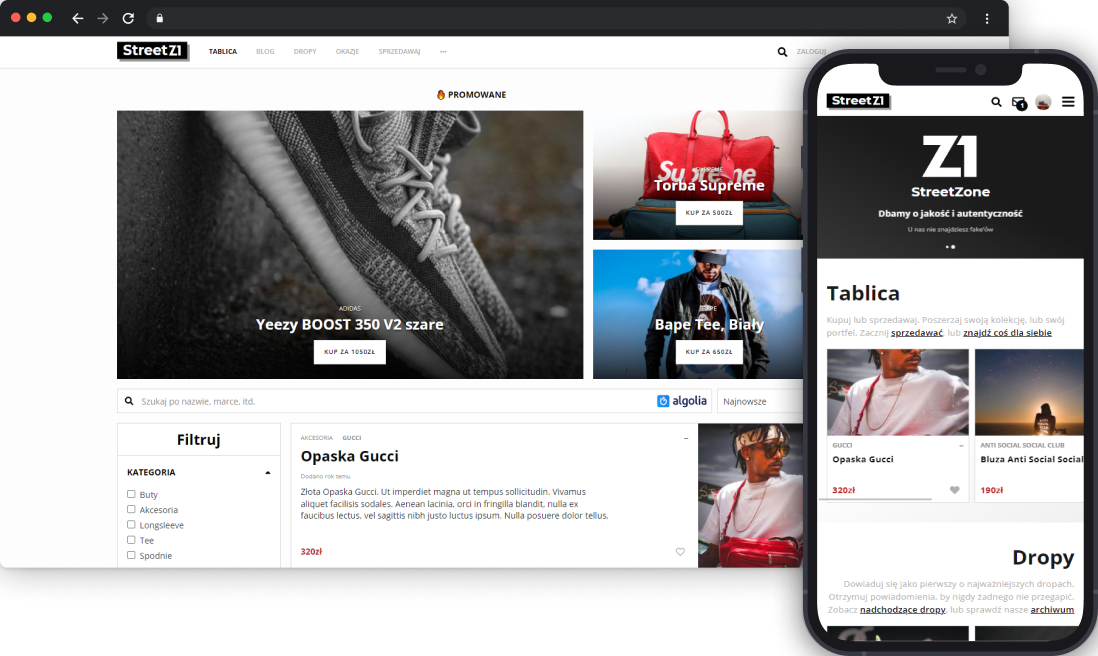 StreetZ1
TABLICA BLOG DROPY OKAZJE SPRZEDAWAJ ...
ZALOGUJ
🔥 PROMOWANE
ADIDAS
Yeezy BOOST 350 V2 szare
KUP ZA 1050ZŁ
Supreme
SUPREME
Torba Supreme
KUP ZA 500ZŁ
Bape Tee, Biały
KUP ZA 650ZŁ
Szukaj po nazwie, marce, itd.
algolia
Najnowsze
Filtruj
KATEGORIA
Buty
Akcesoria
Longsleeve
Tee
Spodnie
AKCESORIA GUCCI --
Opaska Gucci
Dodano rok temu
Złota Opaska Gucci. Ut imperdiet magna ut tempus sollicitudin. Vivamus
aliquet facilisis sodales. Aenean lacinia, orci in fringilla blandit, nulla ex
faucibus lectus, vel sagittis nibh justo luctus ipsum. Nulla posuere dolor tellus.
320zł
StreetZ1
1
Z1
StreetZone
Dbamy o jakość i autentyczność
U nas nie znajdziesz fake'ów
Tablica
Kupuj lub sprzedawaj. Poszerzaj swoją kolekcję, lub swój
portfel. Zacznij sprzedawać, lub znajdź coś dla siebie
GUCCI --
Opaska Gucci
320zł
ANTI SOCIAL SOCIAL CLUB
Bluza Anti Social Social
190zł
Dropy
Dowiaduj się jako pierwszy o najważniejszych dropach.
Otrzymuj powiadomienia, by nigdy żadnego nie przegapić.
Zobacz nadchodzące dropy, lub sprawdź nasze archiwum